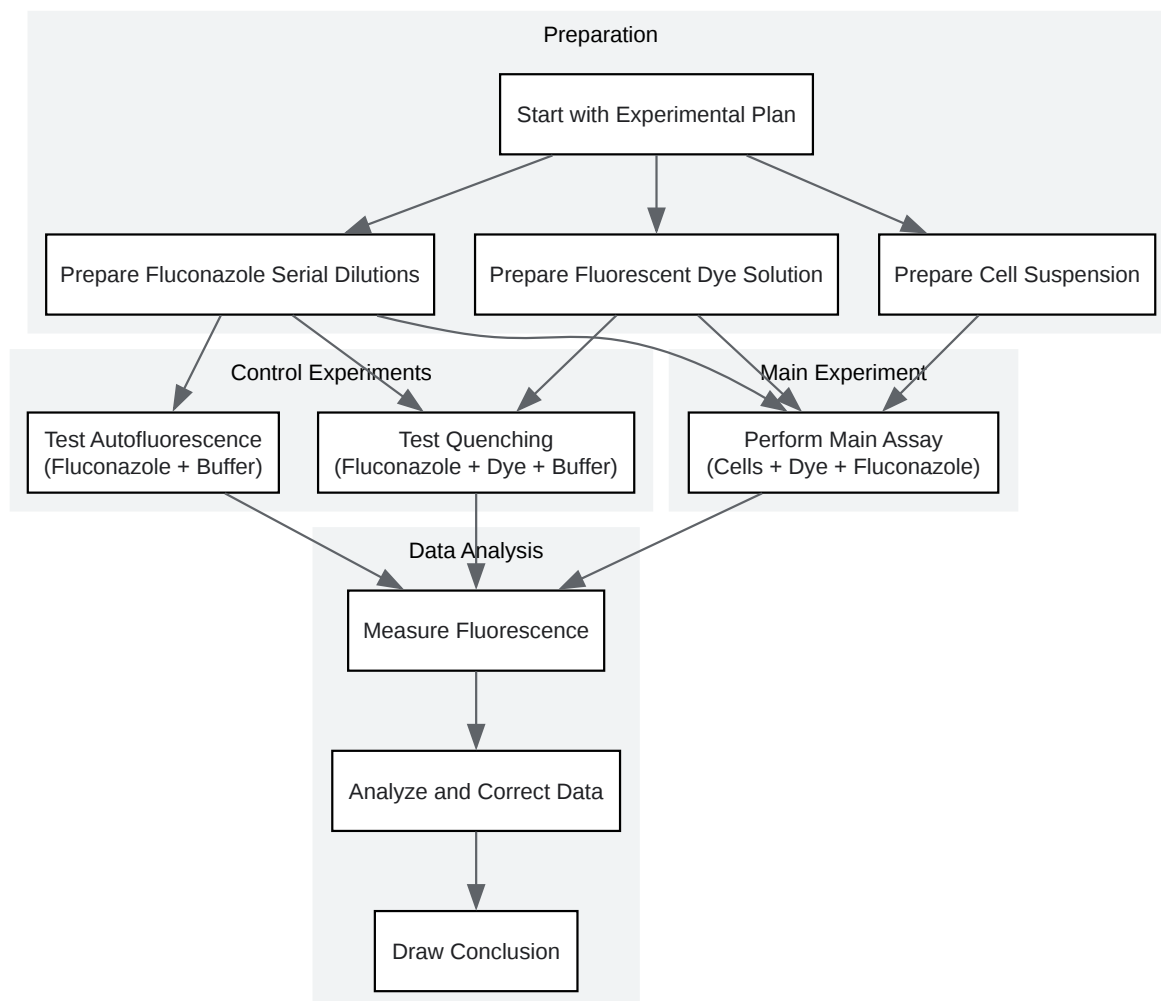 Preparation
Start with Experimental Plan
Prepare Fluconazole Serial Dilutions
Prepare Fluorescent Dye Solution
Prepare Cell Suspension
Control Experiments
Main Experiment
Test Autofluorescence
(Fluconazole + Buffer)
Test Quenching
(Fluconazole + Dye + Buffer)
Perform Main Assay
(Cells + Dye + Fluconazole)
Data Analysis
Measure Fluorescence
Analyze and Correct Data
Draw Conclusion